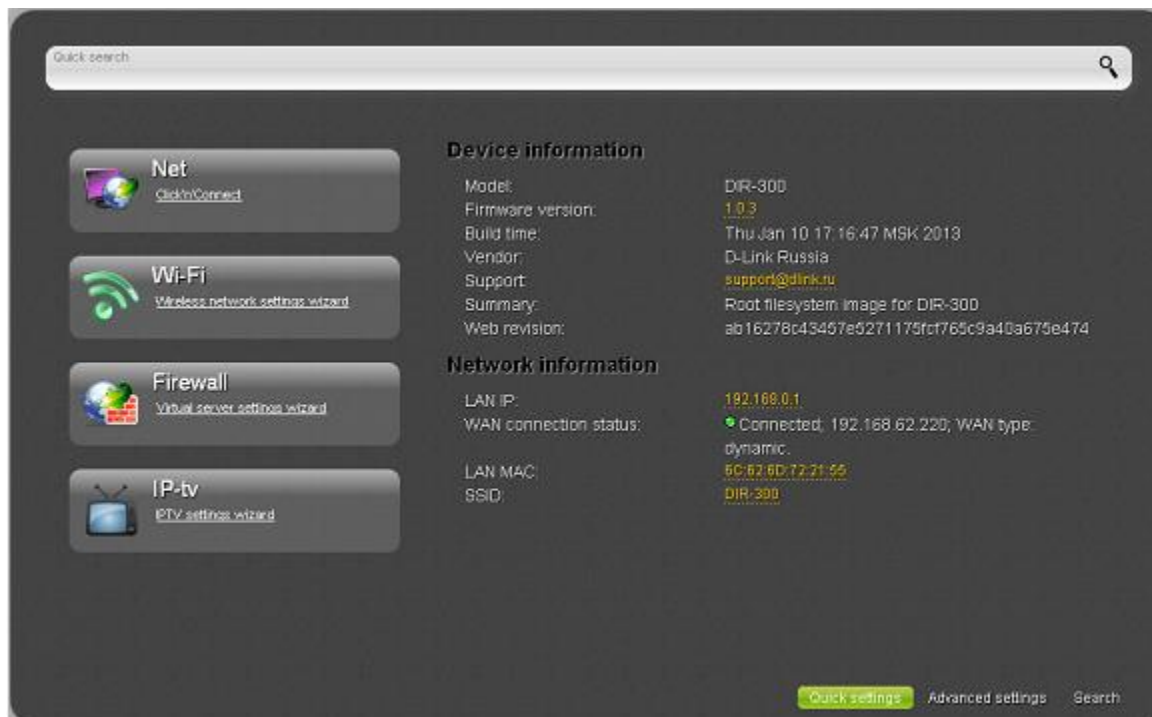 Quick search
Net
Click'n'Connect
Wi-Fi
Wireless network settings wizard
Firewall
Virtual server settings wizard
IP-tv
IPTV settings wizard
Device information
Model: DIR-300
Firmware version: 1.0.3
Build time: Thu Jan 10 17:16:47 MSK 2013
Vendor: D-Link Russia
Support: support@dlink.ru
Summary: Root filesystem image for DIR-300
Web revision: ab16278c43457e5271175fcf765c9a40a675e474
Network information
LAN IP: 192.168.0.1
WAN connection status: Connected; 192.168.62.220; WAN type:
dynamic.
LAN MAC: 6C:62:6D:72:21:55
SSID: DIR-300
Quick settings Advanced settings Search